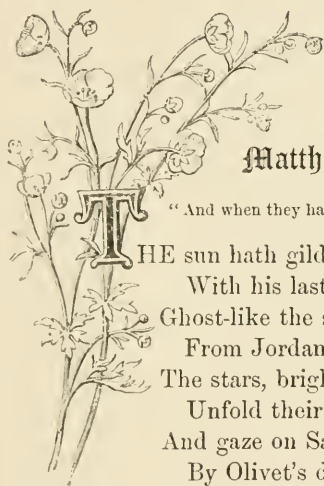 Matth
"And when they ha
THE sun hath gild
With his last
Ghost-like the s
From Jordan
The stars, brigh
Unfold their
And gaze on Sa
By Olivet's d